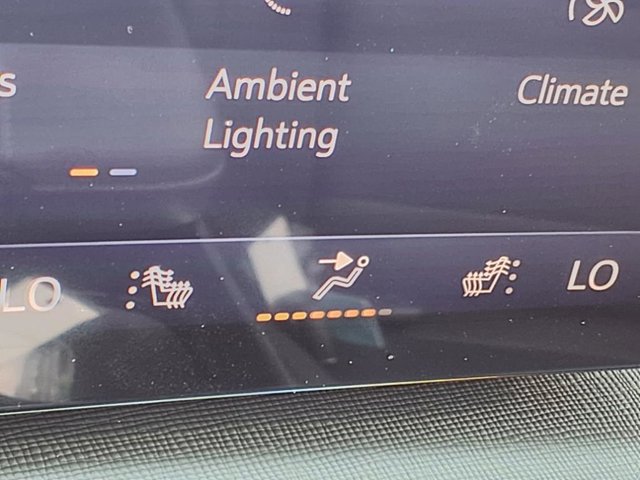 s
Ambient
Lighting
Climate
LO
LO